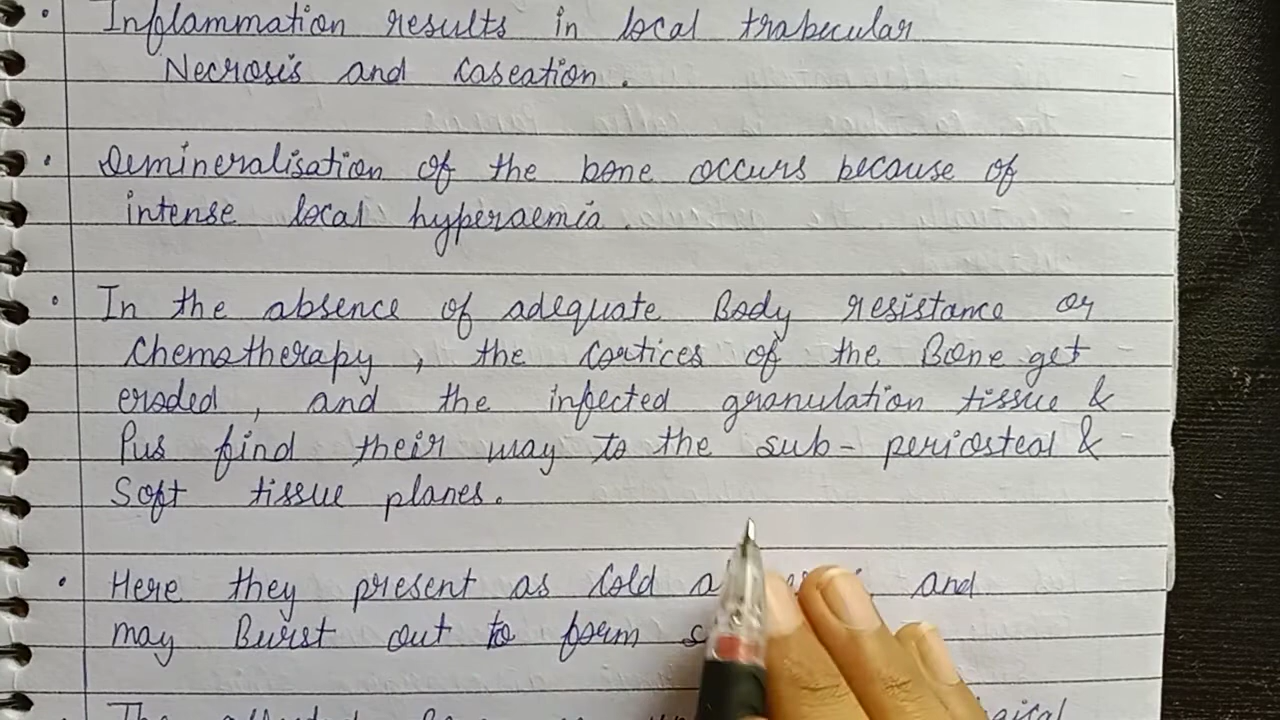 • Inflammation results in local trabecular
Necrosis and Caseation.
• Demineralisation of the bone occurs because of
intense local hyperaemia.
• In the absence of adequate Body resistance or
Chemotherapy, the Cortices of the Bone get
eroded, and the infected granulation tissue &
Pus find their way to the sub-periosteal &
Soft tissue planes.
• Here they present as Cold and
may Burst out to form
• The affected